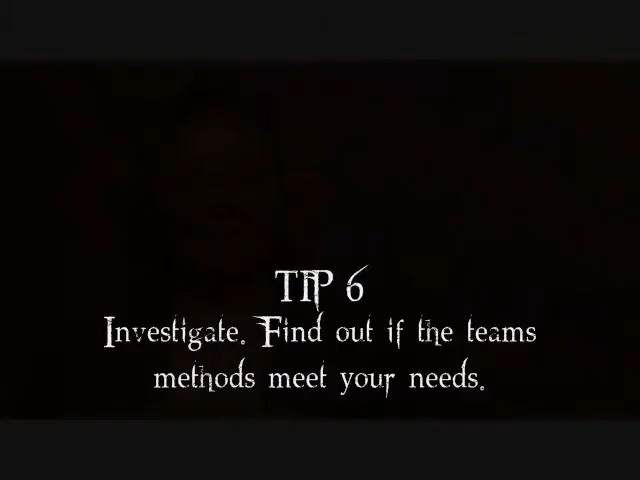 TIP 6
Investigate. Find out if the teams
methods meet your needs.